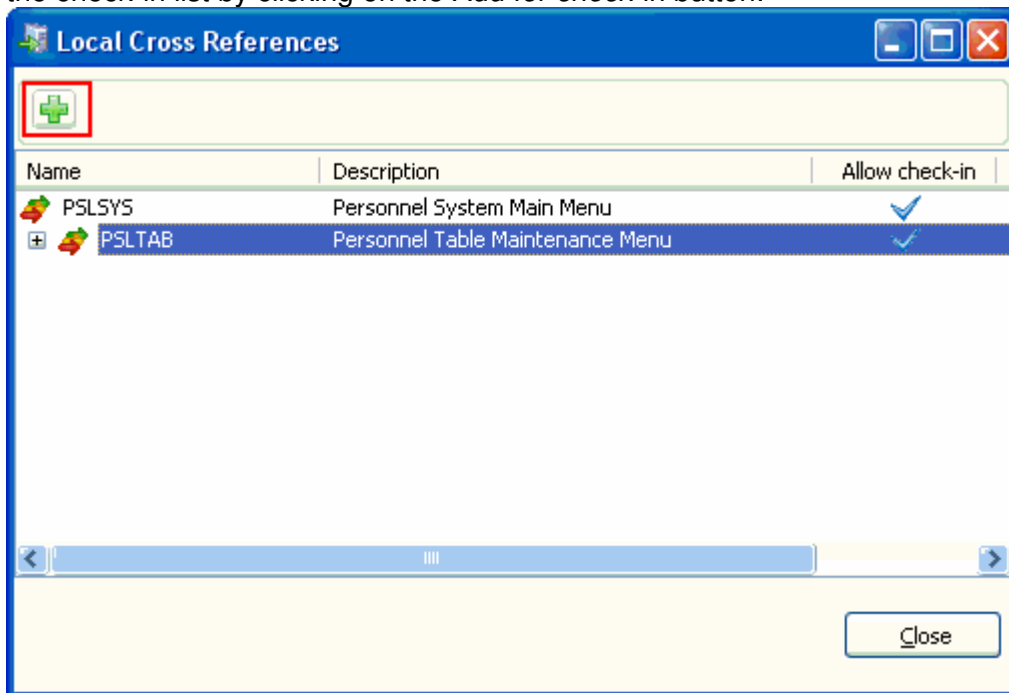 Local Cross References
Name Description Allow check-in
PSLSYS Personnel System Main Menu
PSLTAB Personnel Table Maintenance Menu
Close